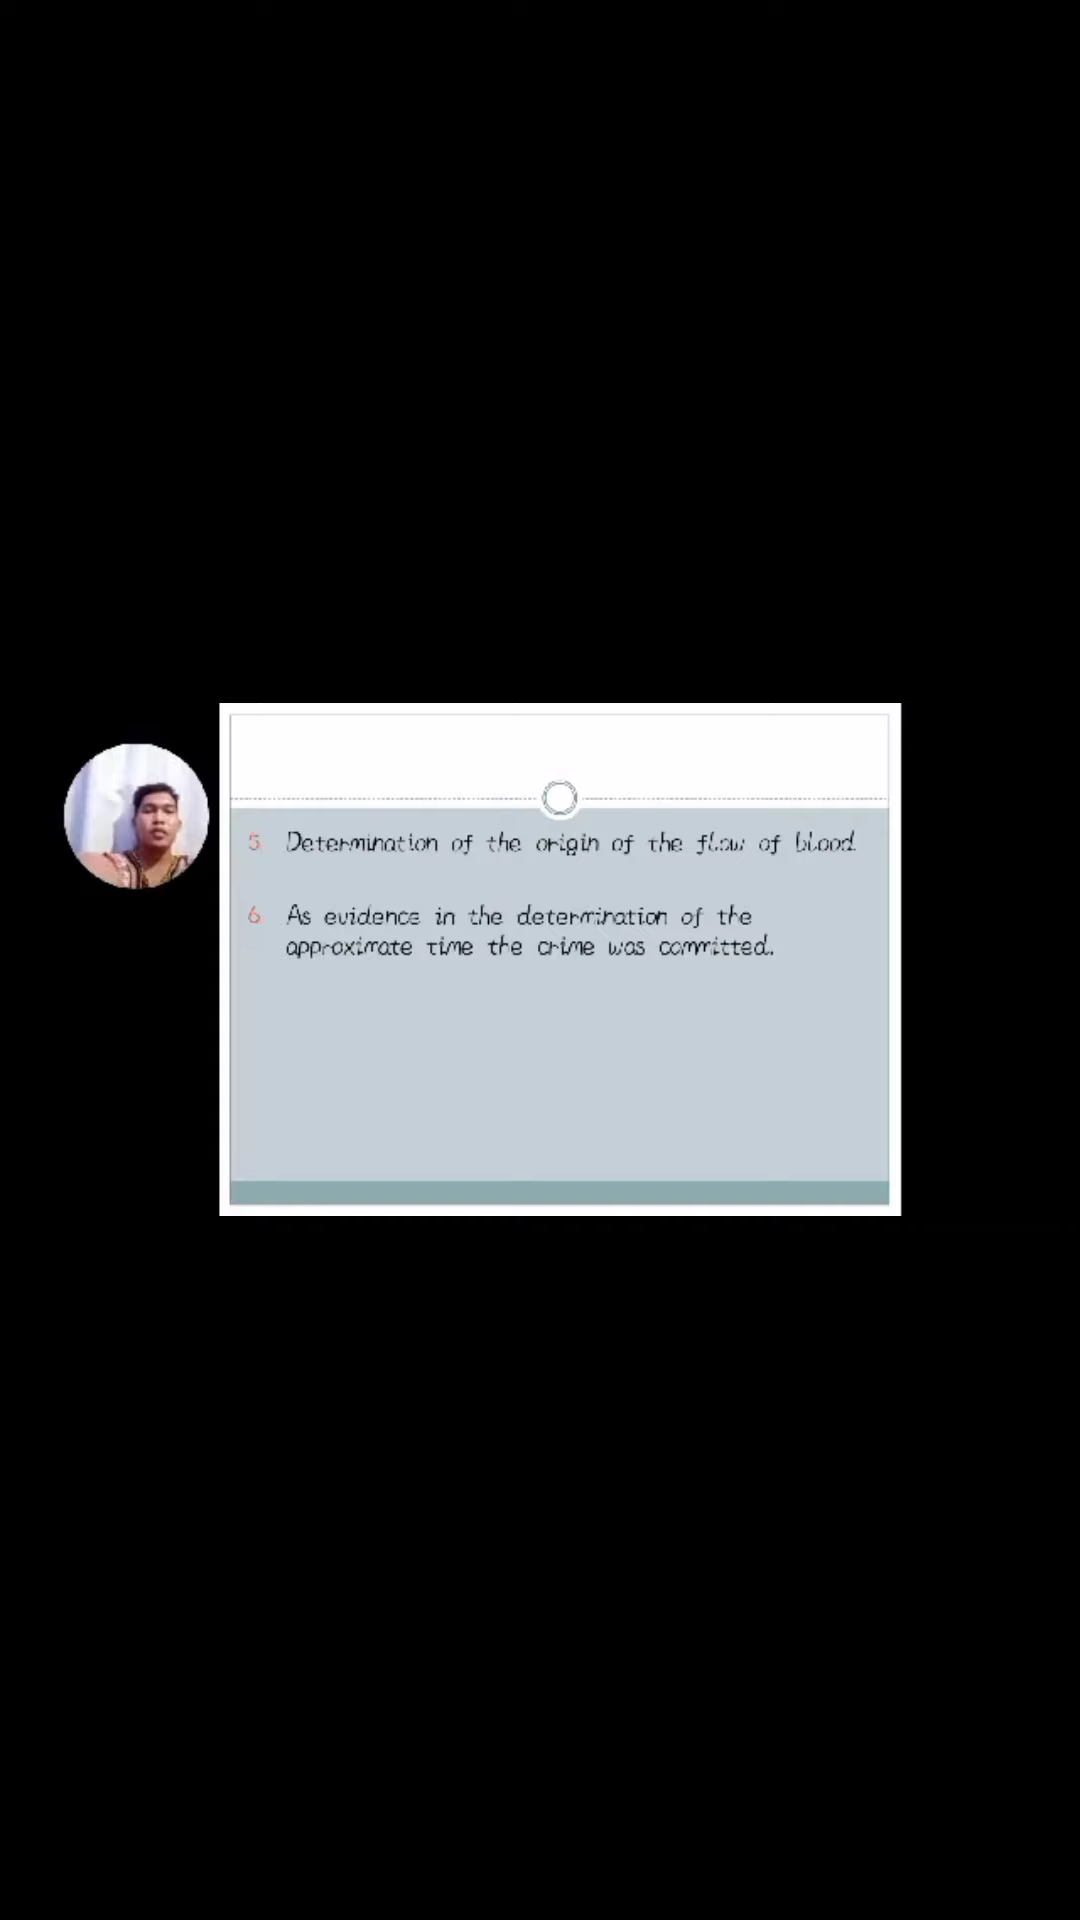 5. Determination of the origin of the flow of blood.
6. As evidence in the determination of the
approximate time the crime was committed.